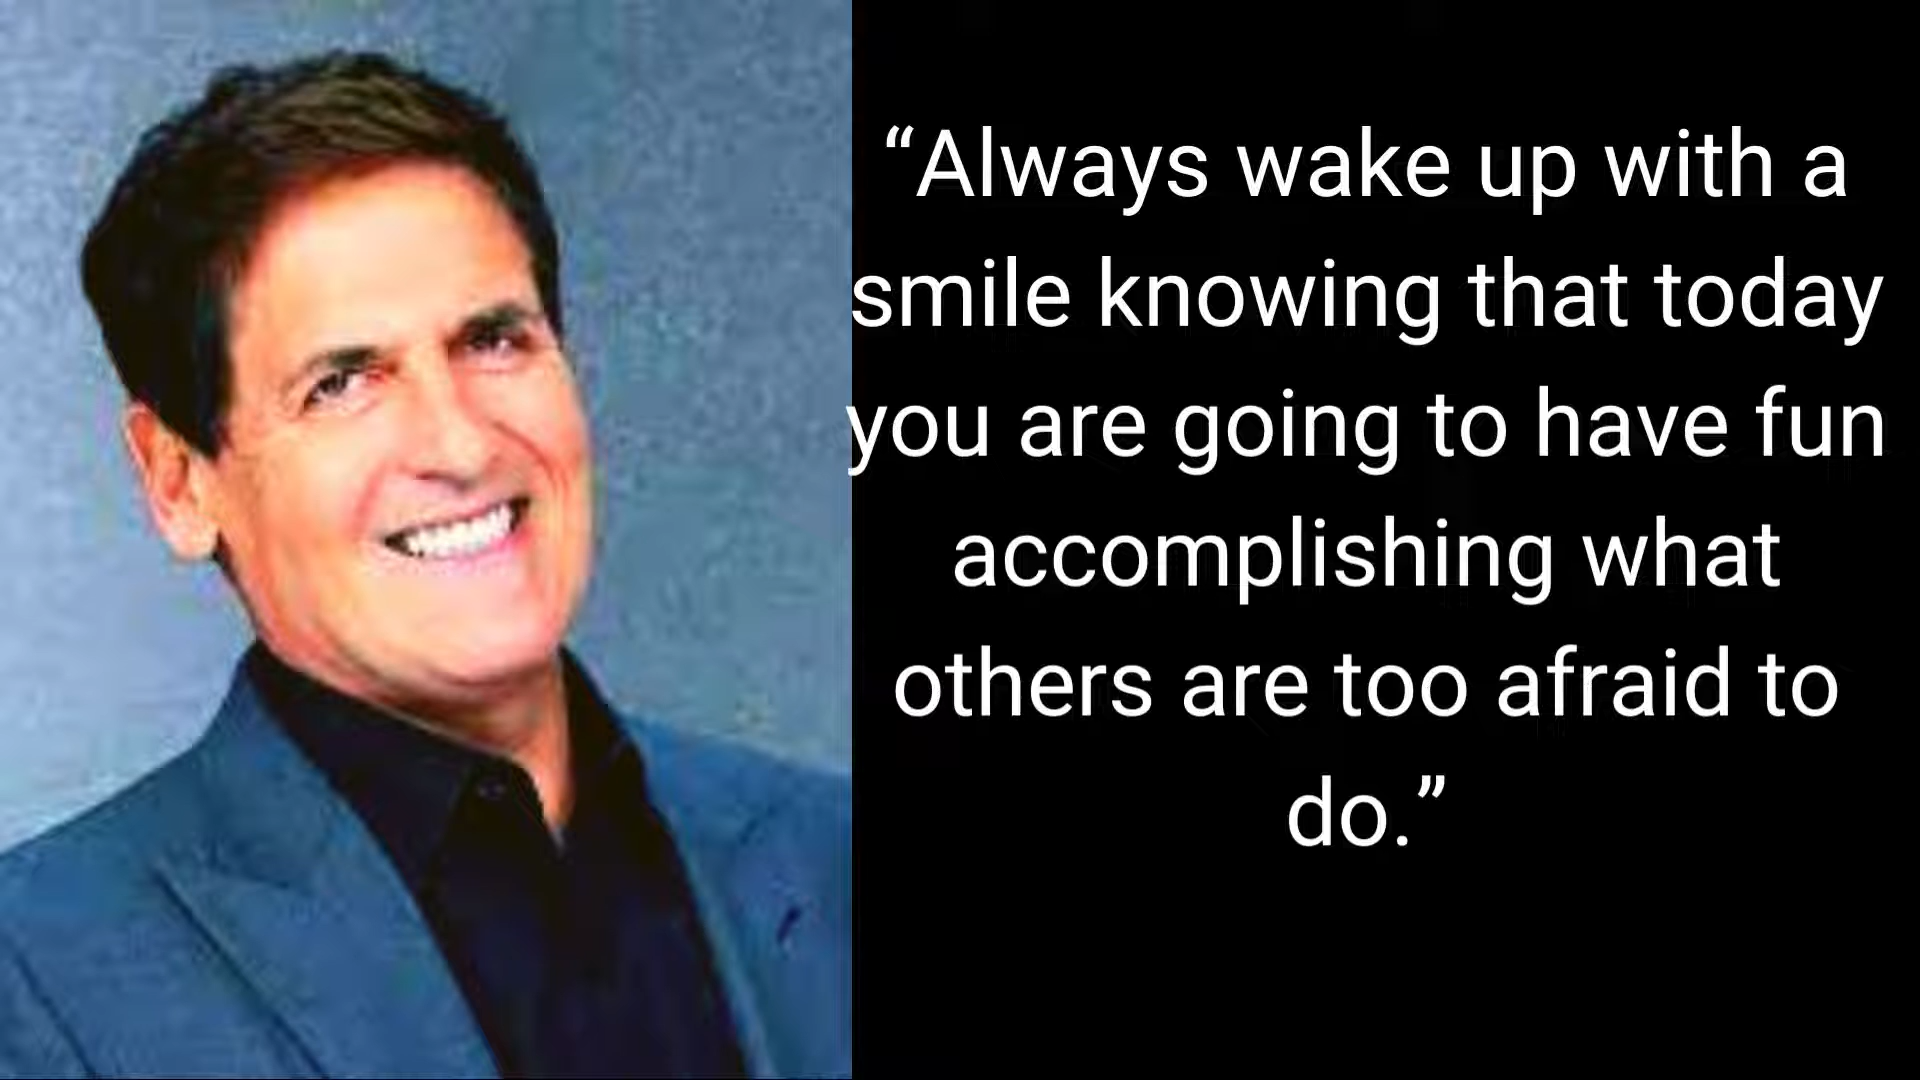 “Always wake up with a
smile knowing that today
you are going to have fun
accomplishing what
others are too afraid to
do.”